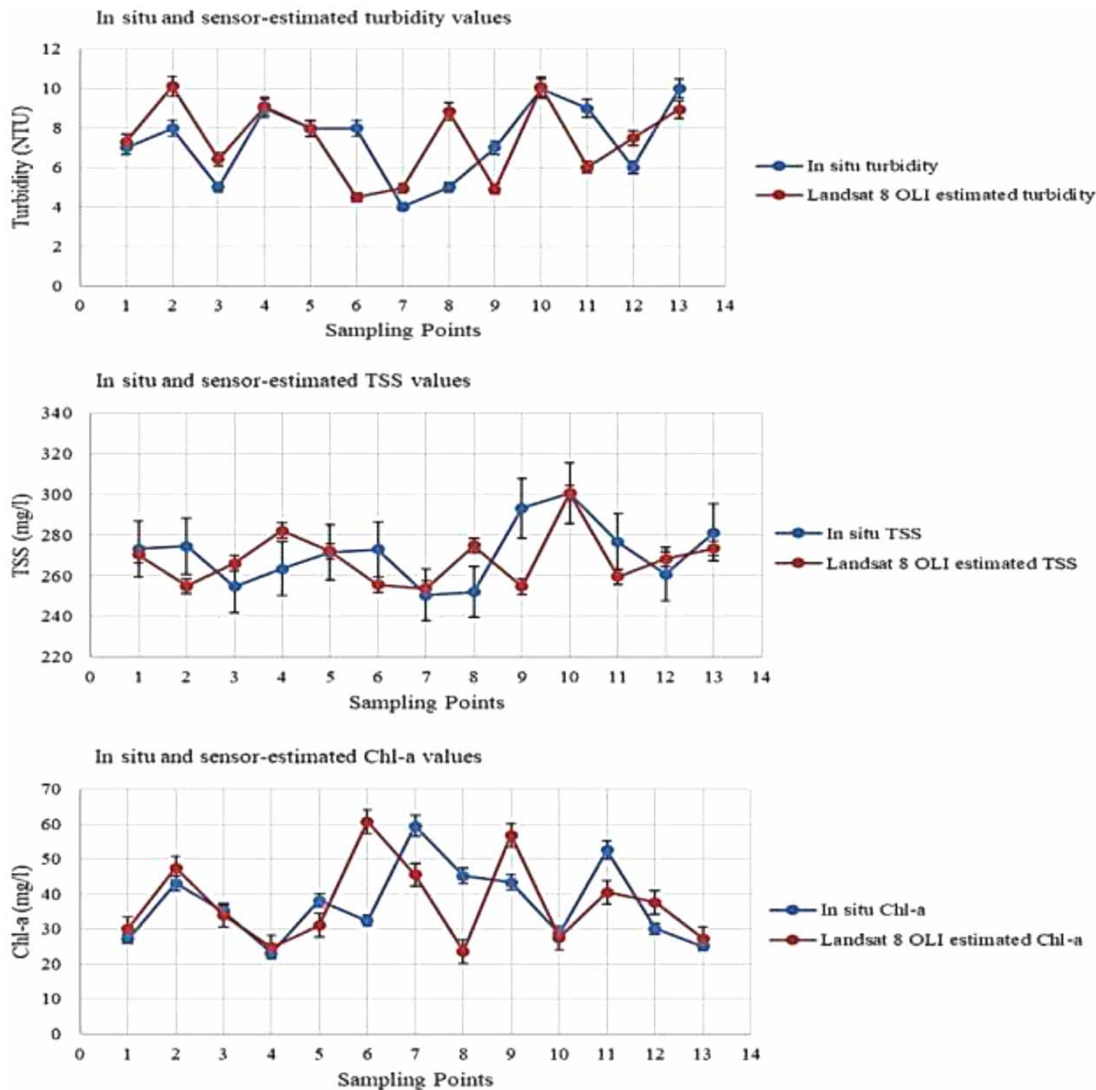 In situ and sensor-estimated turbidity values
12
10
8
6
4
2
0
Turbidity (NTU)
0 1 2 3 4 5 6 7 8 9 10 11 12 13 14
Sampling Points
In situ turbidity
Landsat 8 OLI estimated turbidity
In situ and sensor-estimated TSS values
340
320
300
280
260
240
220
TSS (mg/l)
0 1 2 3 4 5 6 7 8 9 10 11 12 13 14
Sampling Points
In situ TSS
Landsat 8 OLI estimated TSS
In situ and sensor-estimated Chl-a values
70
60
50
40
30
20
10
0
Chl-a (mg/l)
0 1 2 3 4 5 6 7 8 9 10 11 12 13 14
Sampling Points
In situ Chl-a
Landsat 8 OLI estimated Chl-a